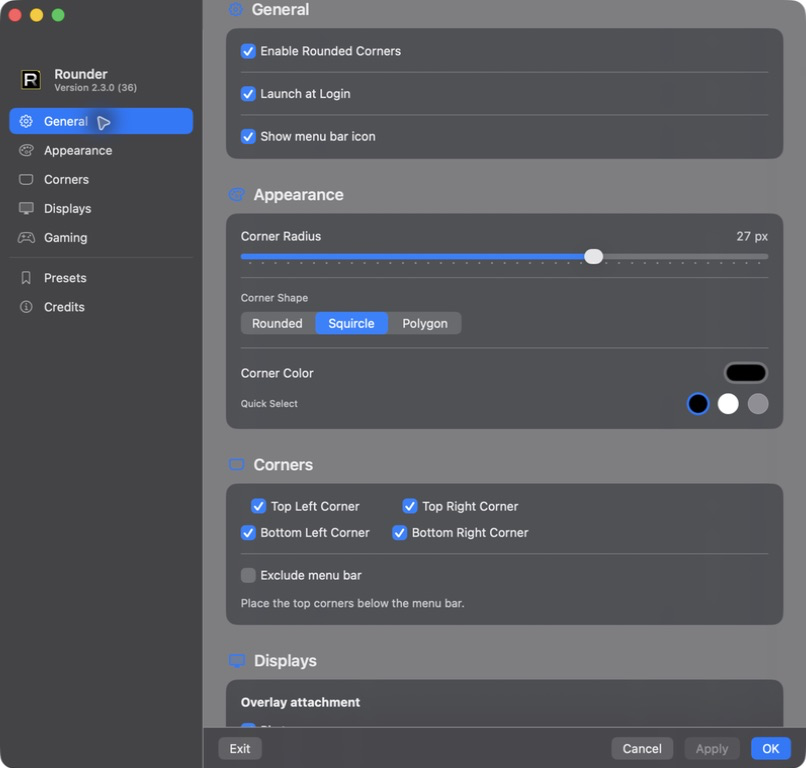 General
Rounder
Version 2.3.0 (36)
General
Appearance
Corners
Displays
Gaming
Presets
Credits
Enable Rounded Corners
Launch at Login
Show menu bar icon
Appearance
Corner Radius
27 px
Corner Shape
Rounded
Squircle
Polygon
Corner Color
Quick Select
Corners
Top Left Corner
Top Right Corner
Bottom Left Corner
Bottom Right Corner
Exclude menu bar
Place the top corners below the menu bar.
Displays
Overlay attachment
Exit
Cancel
Apply
OK